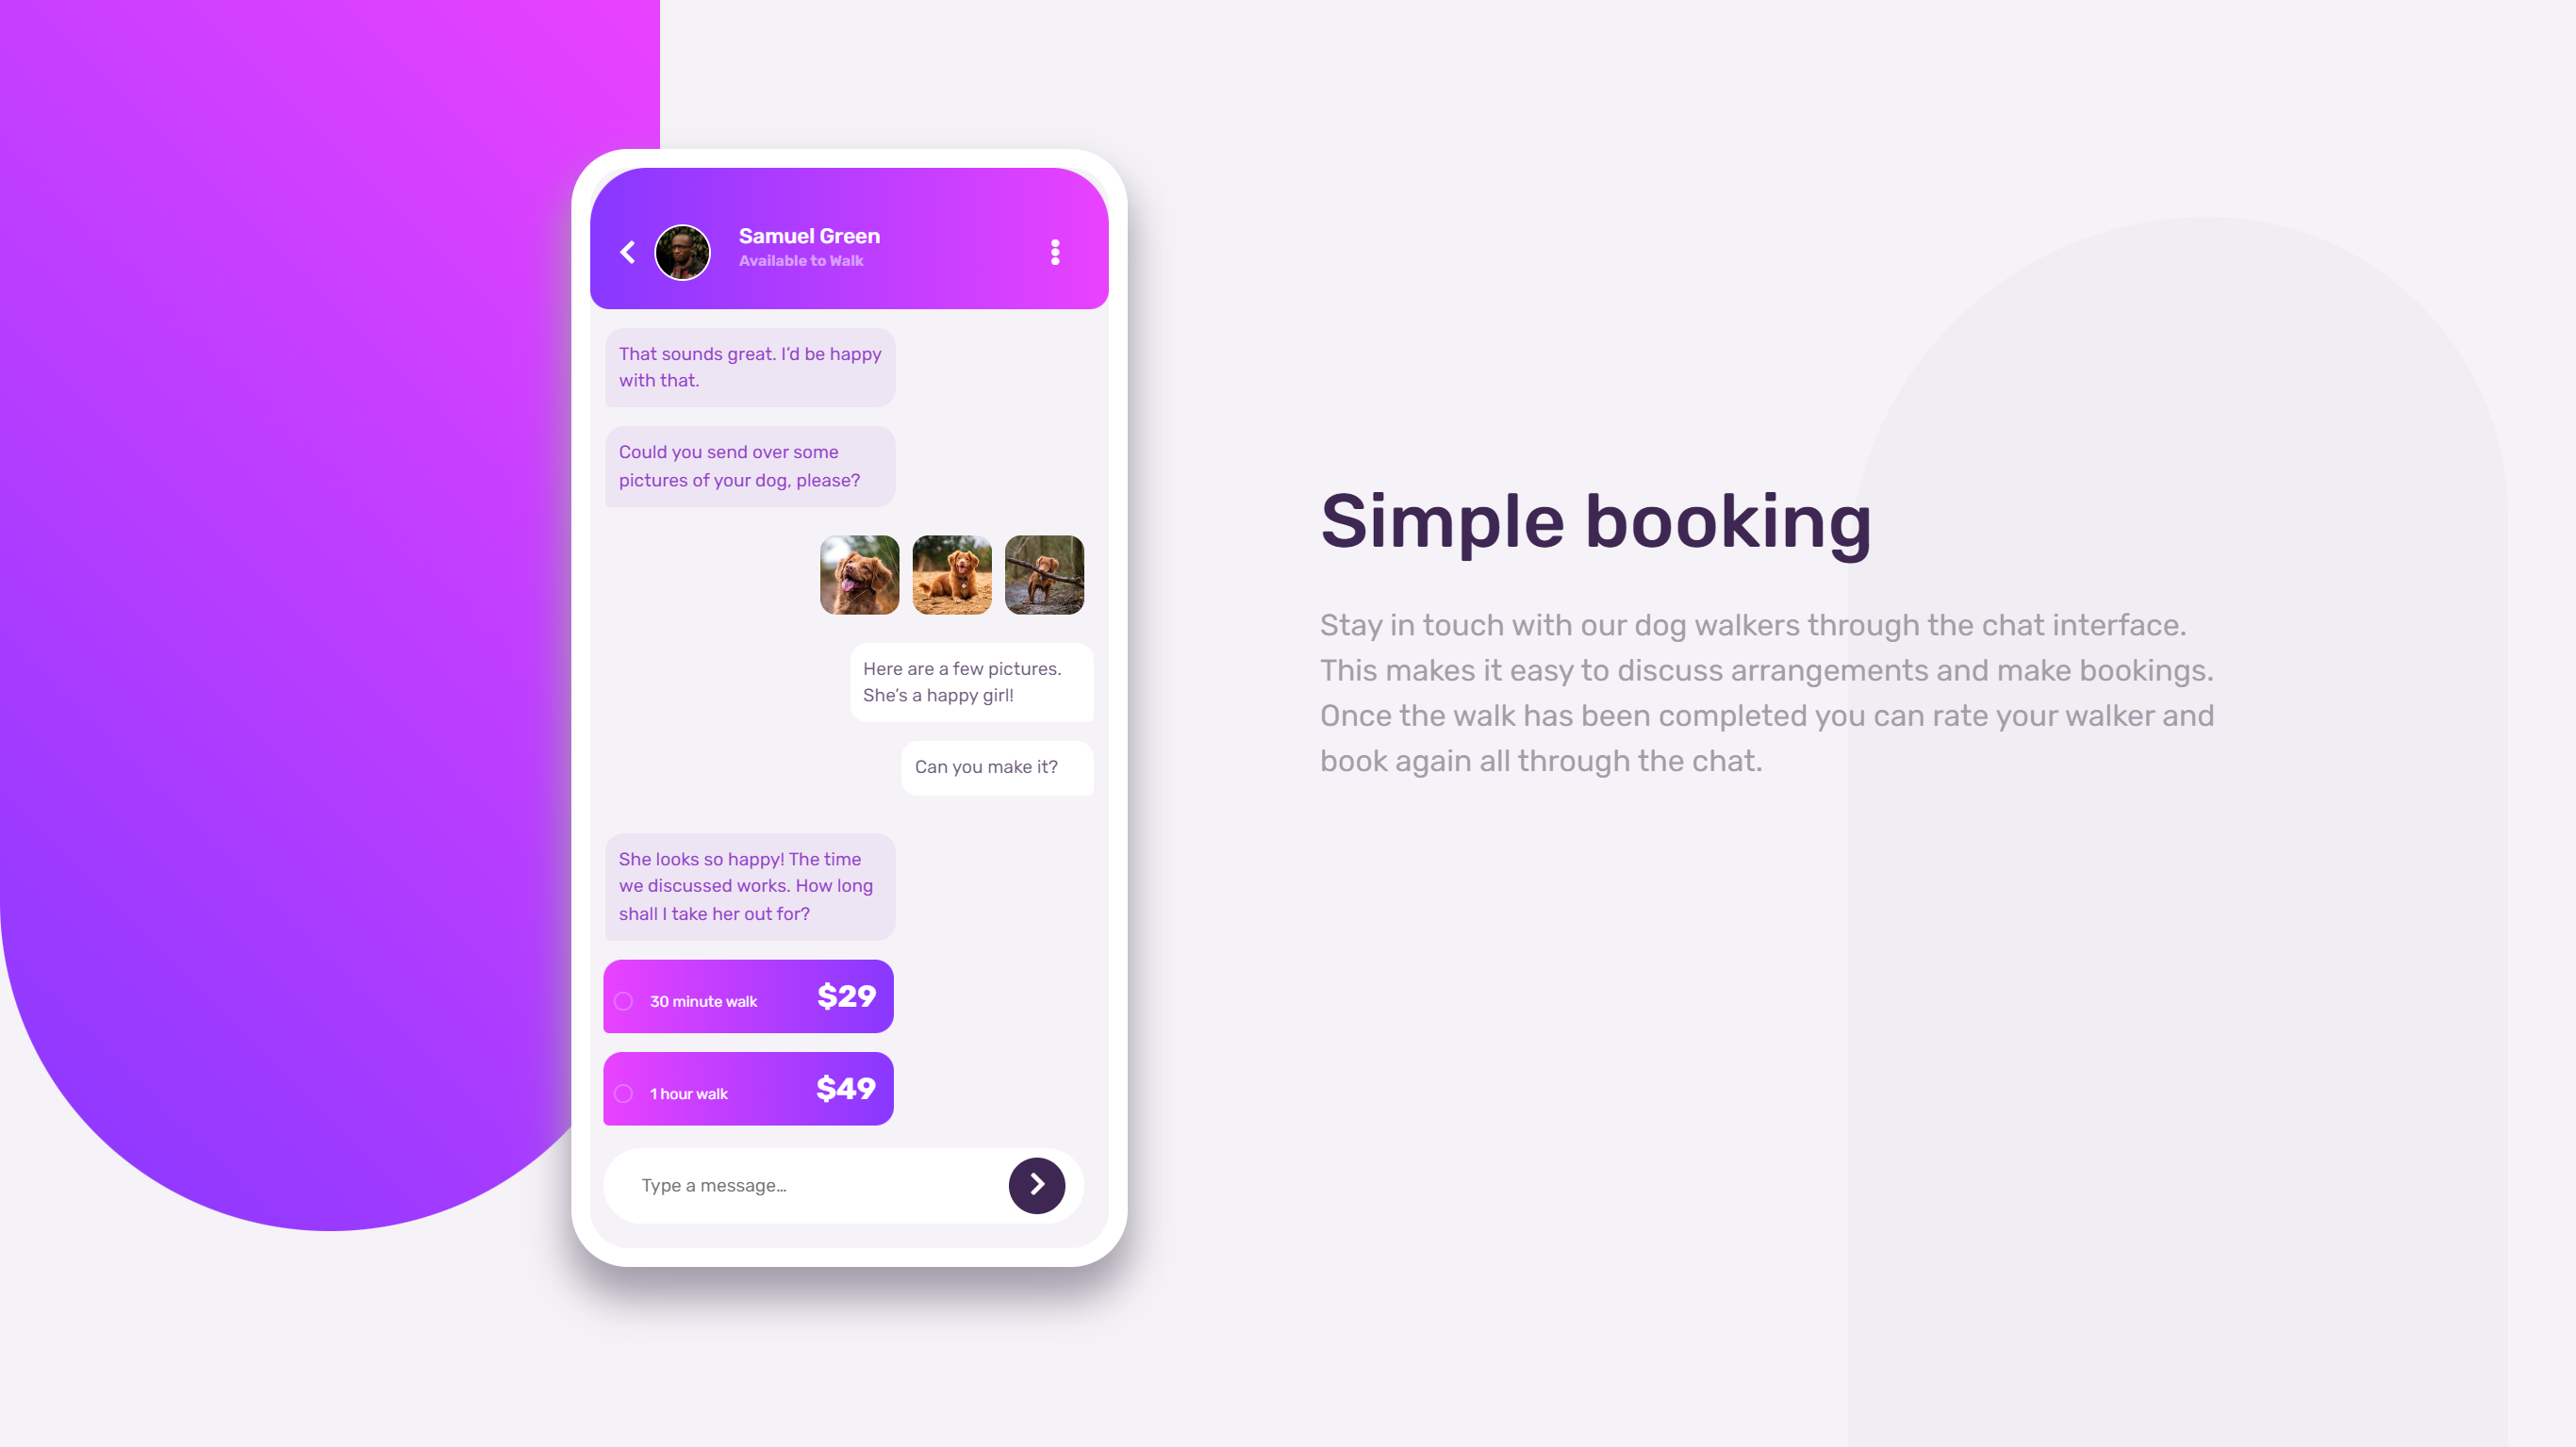 Samuel Green
Available to Walk
That sounds great. I’d be happy
with that.
Could you send over some
pictures of your dog, please?
Here are a few pictures.
She’s a happy girl!
Can you make it?
She looks so happy! The time
we discussed works. How long
shall I take her out for?
30 minute walk $29
1 hour walk $49
Type a message…
Simple booking
Stay in touch with our dog walkers through the chat interface.
This makes it easy to discuss arrangements and make bookings.
Once the walk has been completed you can rate your walker and
book again all through the chat.